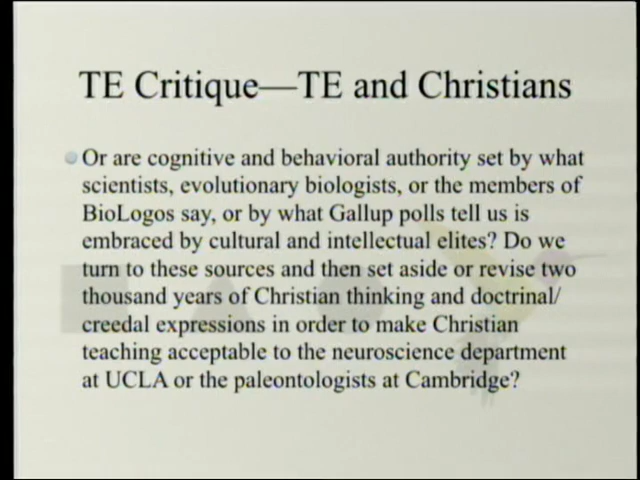 TE Critique—TE and Christians
Or are cognitive and behavioral authority set by what
scientists, evolutionary biologists, or the members of
BioLogos say, or by what Gallup polls tell us is
embraced by cultural and intellectual elites? Do we
turn to these sources and then set aside or revise two
thousand years of Christian thinking and doctrinal/
creedal expressions in order to make Christian
teaching acceptable to the neuroscience department
at UCLA or the paleontologists at Cambridge?